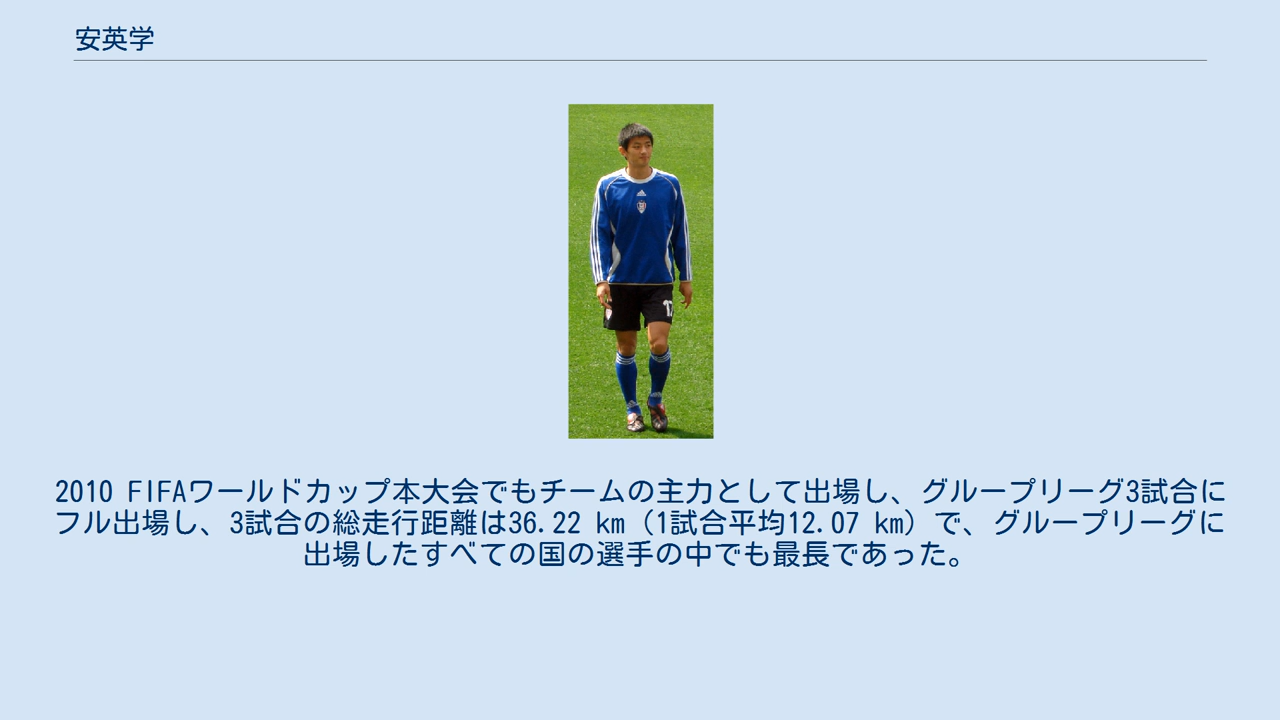 安英学
2010 FIFAワールドカップ本大会でもチームの主力として出場し、グループリーグ3試合に
フル出場し、3試合の総走行距離は36.22 km（1試合平均12.07 km）で、グループリーグに
出場したすべての国の選手の中でも最長であった。